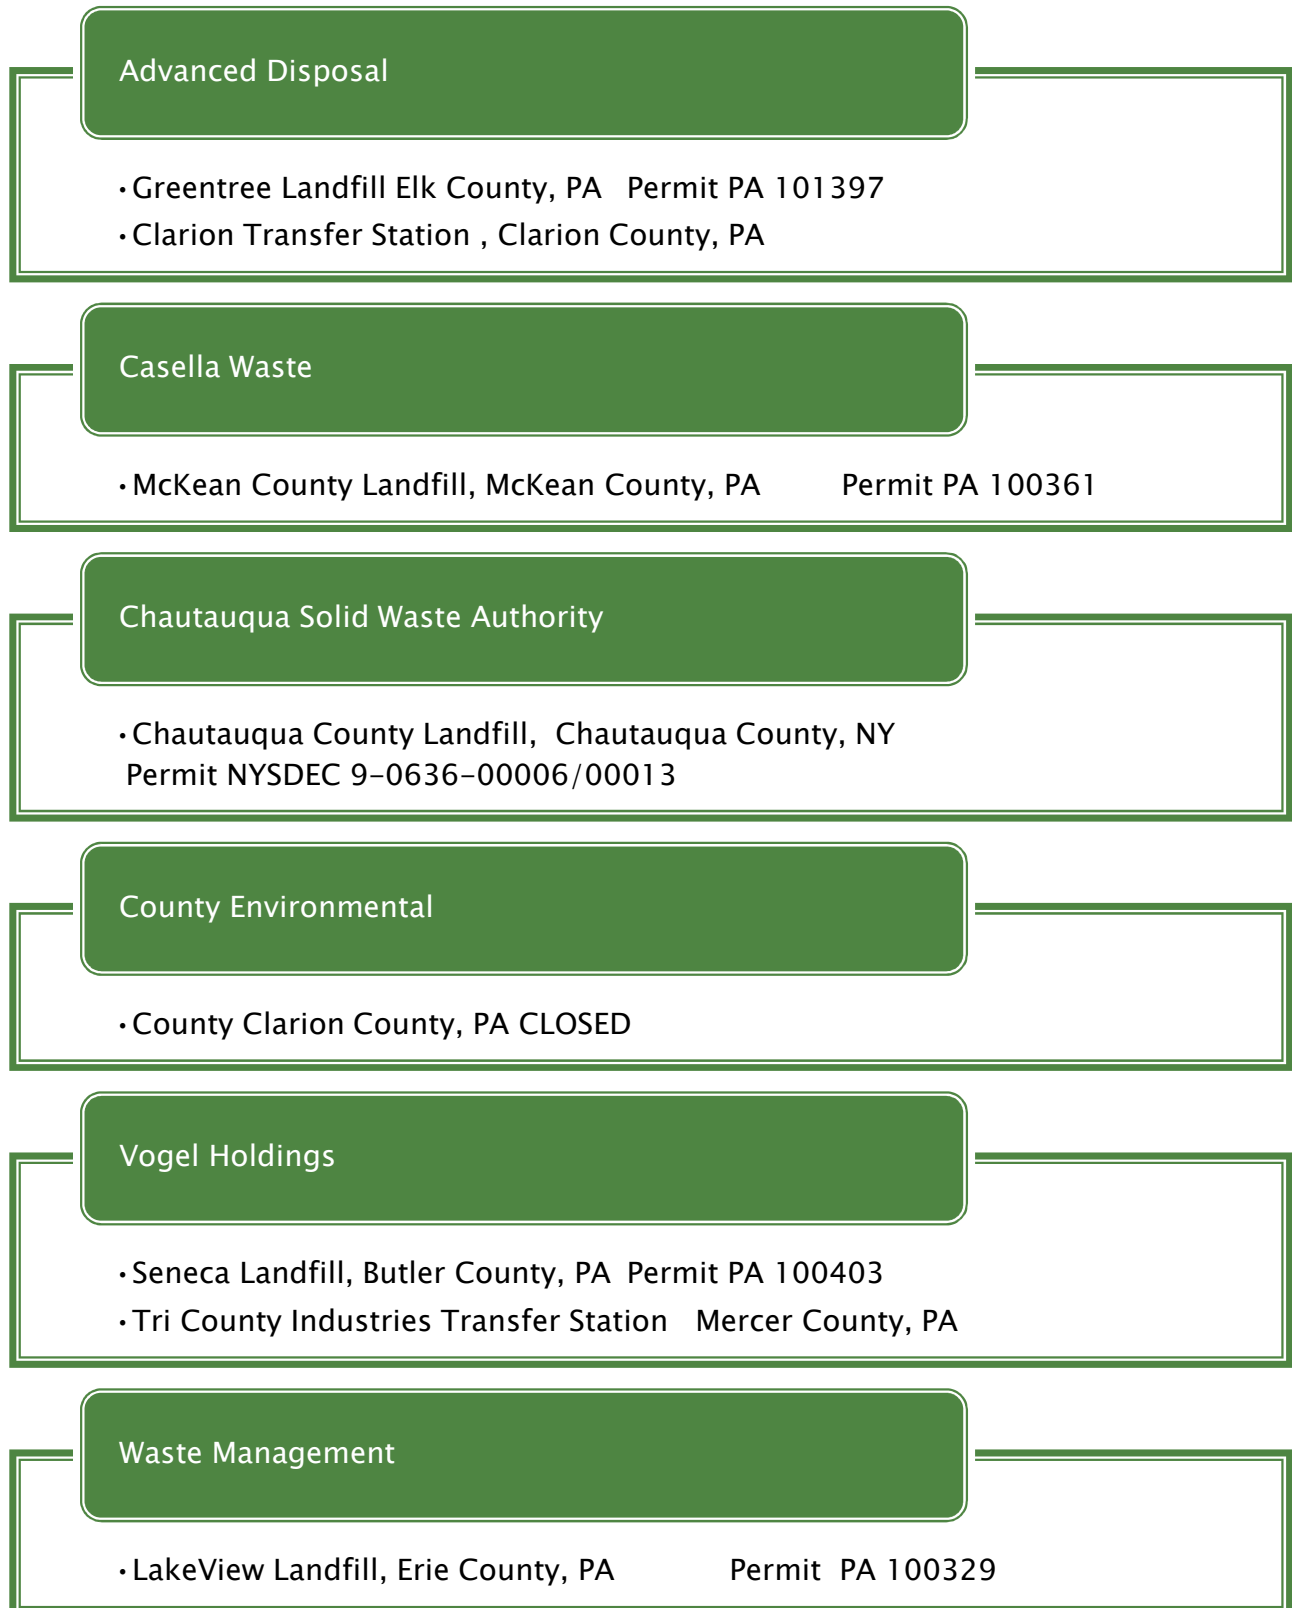 Advanced Disposal
•Greentree Landfill Elk County, PA   Permit PA 101397
•Clarion Transfer Station , Clarion County, PA
Casella Waste
•McKean County Landfill, McKean County, PA          Permit PA 100361
Chautauqua Solid Waste Authority
•Chautauqua County Landfill,  Chautauqua County, NY
Permit NYSDEC 9-0636-00006/00013
County Environmental
•County Clarion County, PA CLOSED
Vogel Holdings
•Seneca Landfill, Butler County, PA  Permit PA 100403
•Tri County Industries Transfer Station   Mercer County, PA
Waste Management
•LakeView Landfill, Erie County, PA              Permit  PA 100329